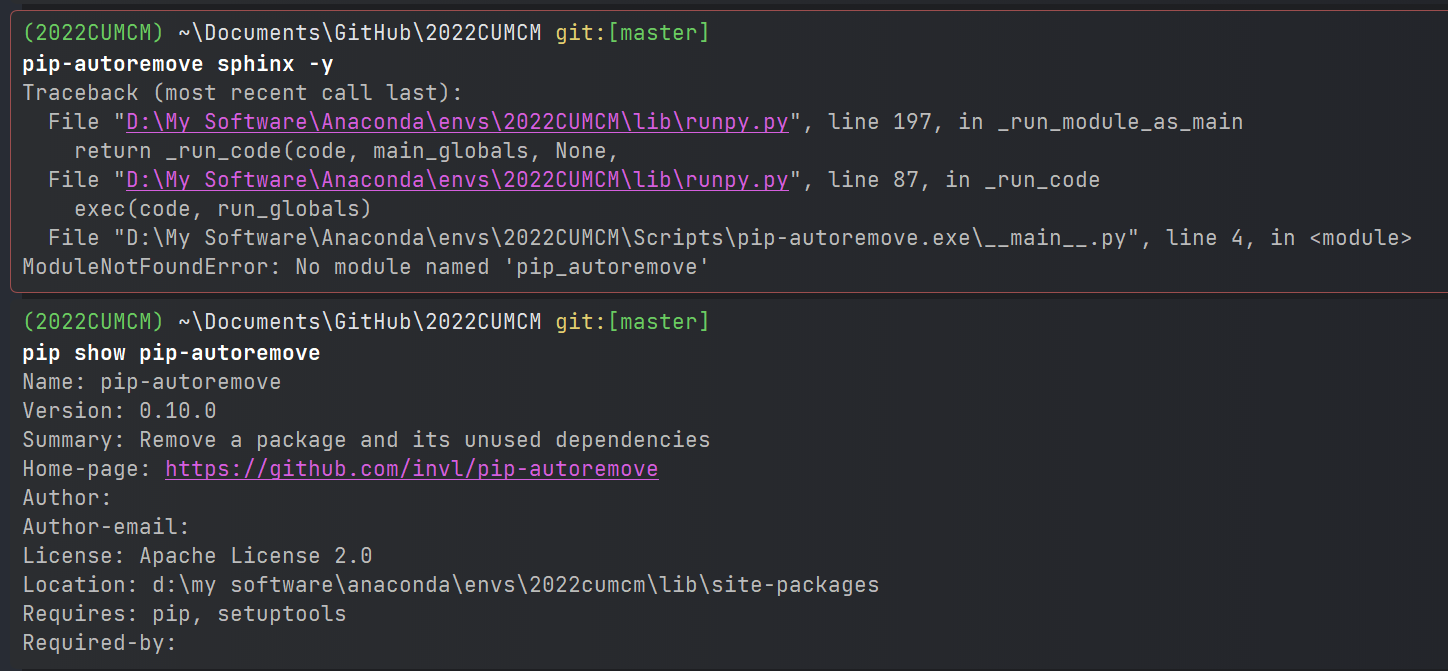 (2022CUMCM) ~\Documents\GitHub\2022CUMCM git:[master]
pip-autoremove sphinx -y
Traceback (most recent call last):
  File "D:\My Software\Anaconda\envs\2022CUMCM\lib\runpy.py", line 197, in _run_module_as_main
    return _run_code(code, main_globals, None,
  File "D:\My Software\Anaconda\envs\2022CUMCM\lib\runpy.py", line 87, in _run_code
    exec(code, run_globals)
  File "D:\My Software\Anaconda\envs\2022CUMCM\Scripts\pip-autoremove.exe\__main__.py", line 4, in <module>
ModuleNotFoundError: No module named 'pip_autoremove'
(2022CUMCM) ~\Documents\GitHub\2022CUMCM git:[master]
pip show pip-autoremove
Name: pip-autoremove
Version: 0.10.0
Summary: Remove a package and its unused dependencies
Home-page: https://github.com/invl/pip-autoremove
Author:
Author-email:
License: Apache License 2.0
Location: d:\my software\anaconda\envs\2022cumcm\lib\site-packages
Requires: pip, setuptools
Required-by: